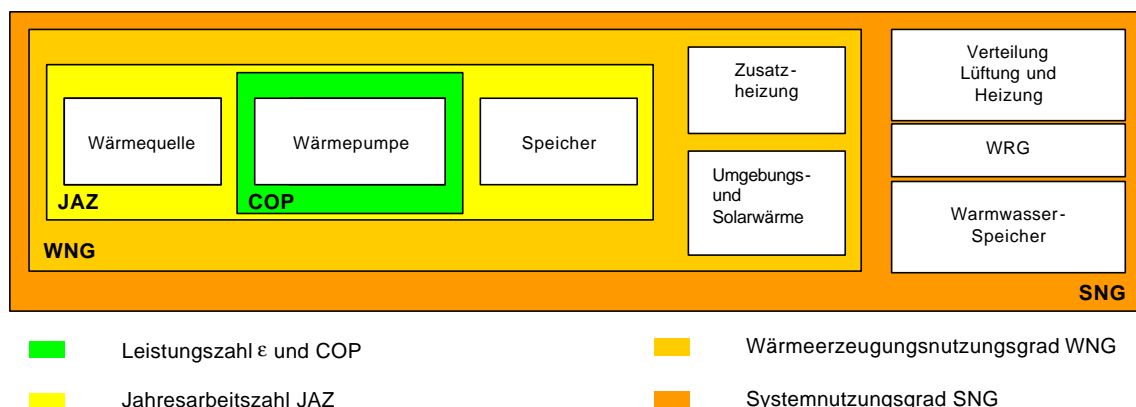 Wärmequelle
JAZ
Wärmepumpe
COP
Speicher
WNG
Zusatz-
heizung
Umgebungs-
und
Solarwärme
Verteilung
Lüftung und
Heizung
WRG
Warmwasser-
Speicher
SNG
Leistungszahl ε und COP
Wärmeerzeugungsnutzungsgrad WNG
Jahresarbeitszahl JAZ
Systemnutzungsgrad SNG